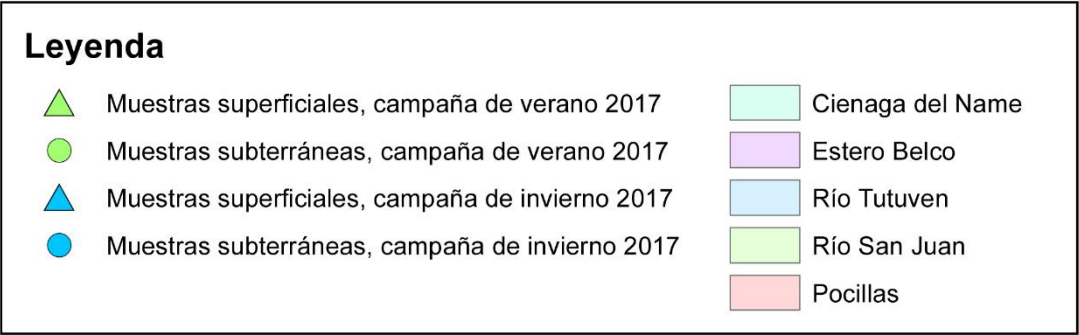 Leyenda
Muestras superficiales, campaña de verano 2017
Muestras subterráneas, campaña de verano 2017
Muestras superficiales, campaña de invierno 2017
Muestras subterráneas, campaña de invierno 2017
Cienaga del Name
Estero Belco
Río Tutuven
Río San Juan
Pocillas